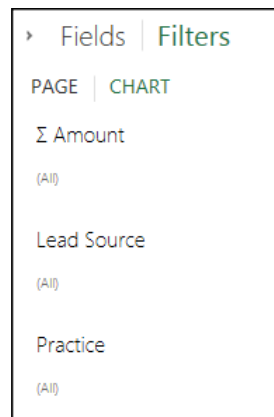 Fields Filters
PAGE CHART
Σ Amount
(All)
Lead Source
(All)
Practice
(All)